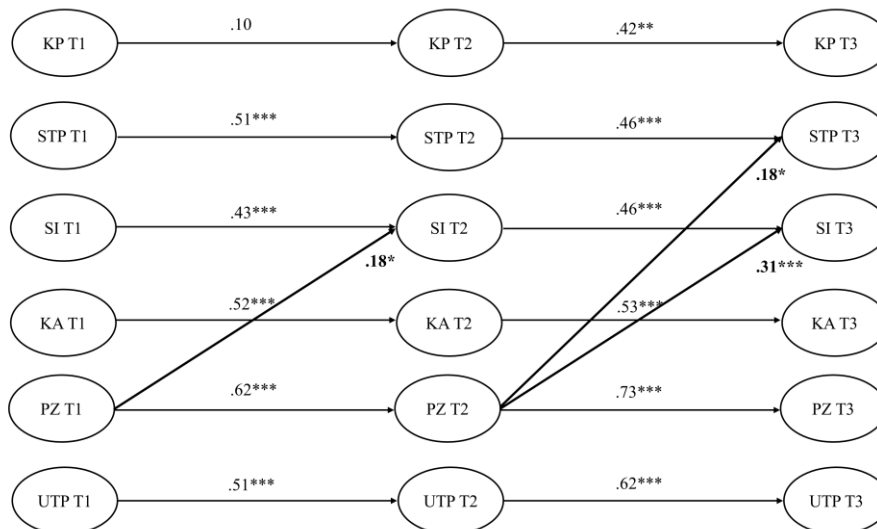 KP T1 .10 KP T2 .42** KP T3
STP T1 .51*** STP T2 .46*** STP T3
.18*
SI T1 .43*** SI T2 .46*** SI T3
.18* .31***
KA T1 .52*** KA T2 .53*** KA T3
PZ T1 .62*** PZ T2 .73*** PZ T3
UTP T1 .51*** UTP T2 .62*** UTP T3